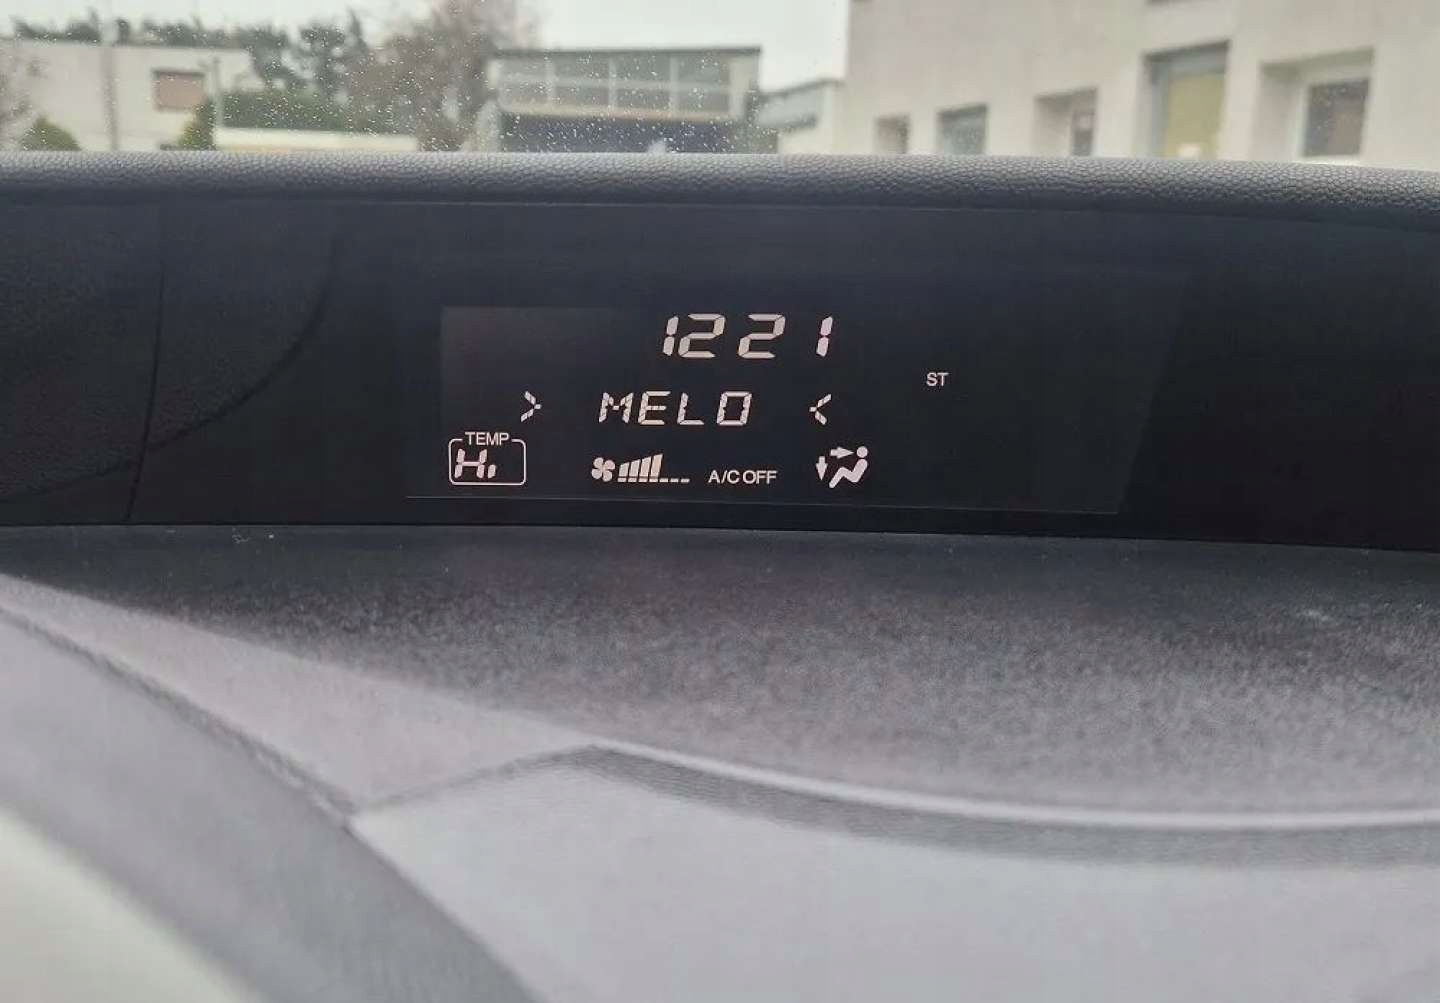 1221
ST
> MELO <
TEMP
Hi
A/C OFF